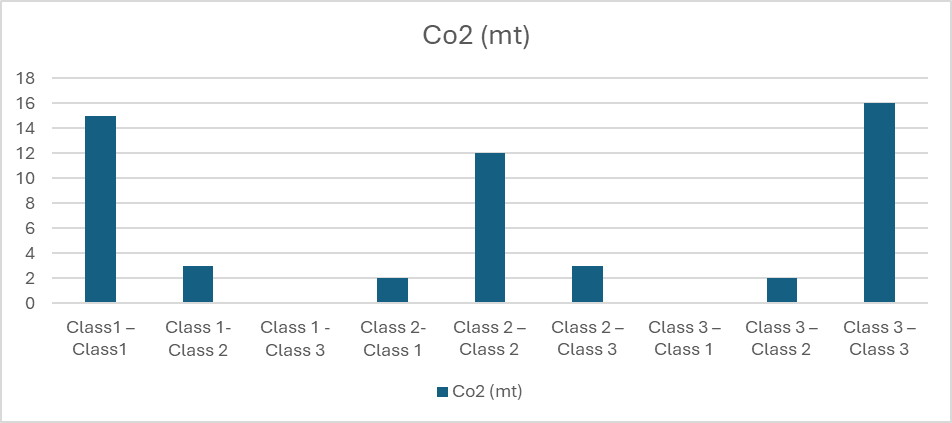 Co2 (mt)
18
16
14
12
10
8
6
4
2
0
Class1 – Class1
Class 1- Class 2
Class 1 - Class 3
Class 2- Class 1
Class 2 – Class 2
Class 2 – Class 3
Class 3 – Class 1
Class 3 – Class 2
Class 3 – Class 3
Co2 (mt)